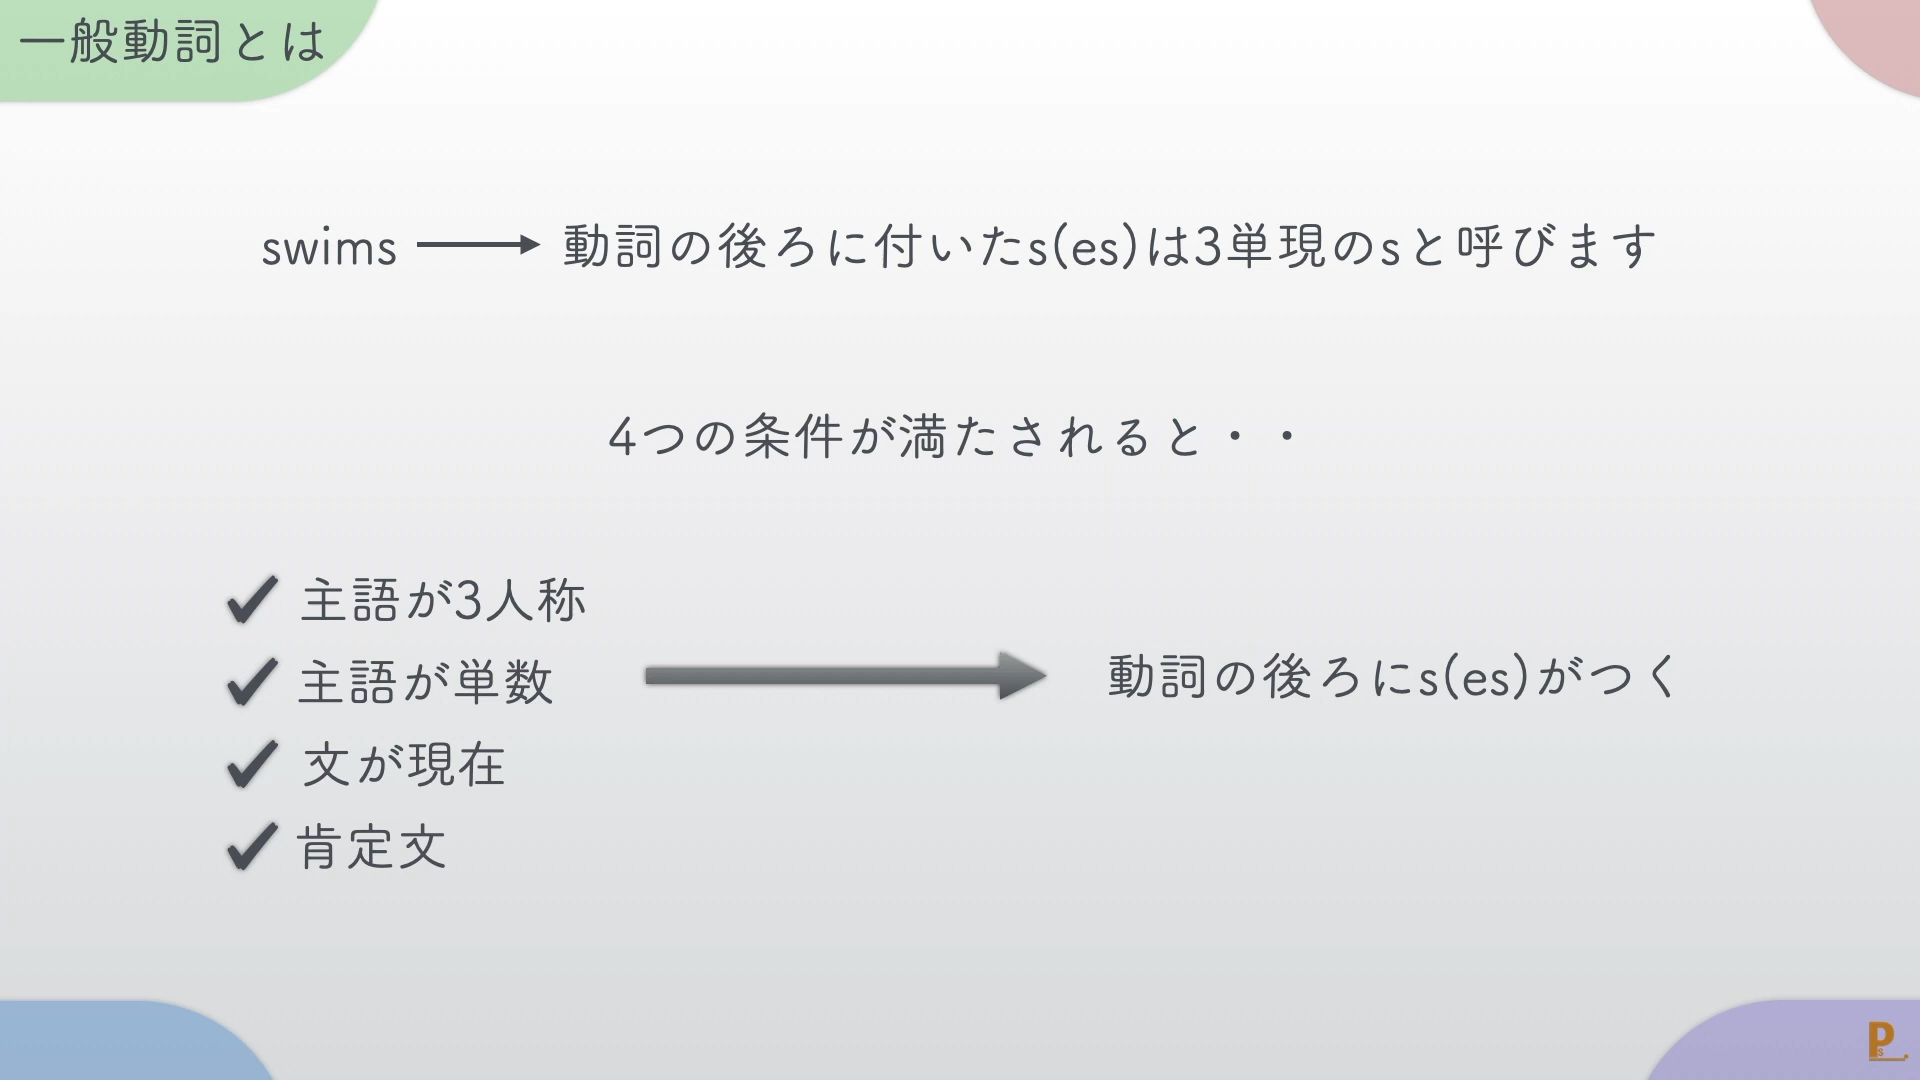 一般動詞とは
swims → 動詞の後ろに付いたs(es)は3単現のsと呼びます
4つの条件が満たされると・・
✔ 主語が3人称
✔ 主語が単数
動詞の後ろにs(es)がつく
✔ 文が現在
✔ 肯定文
Ps